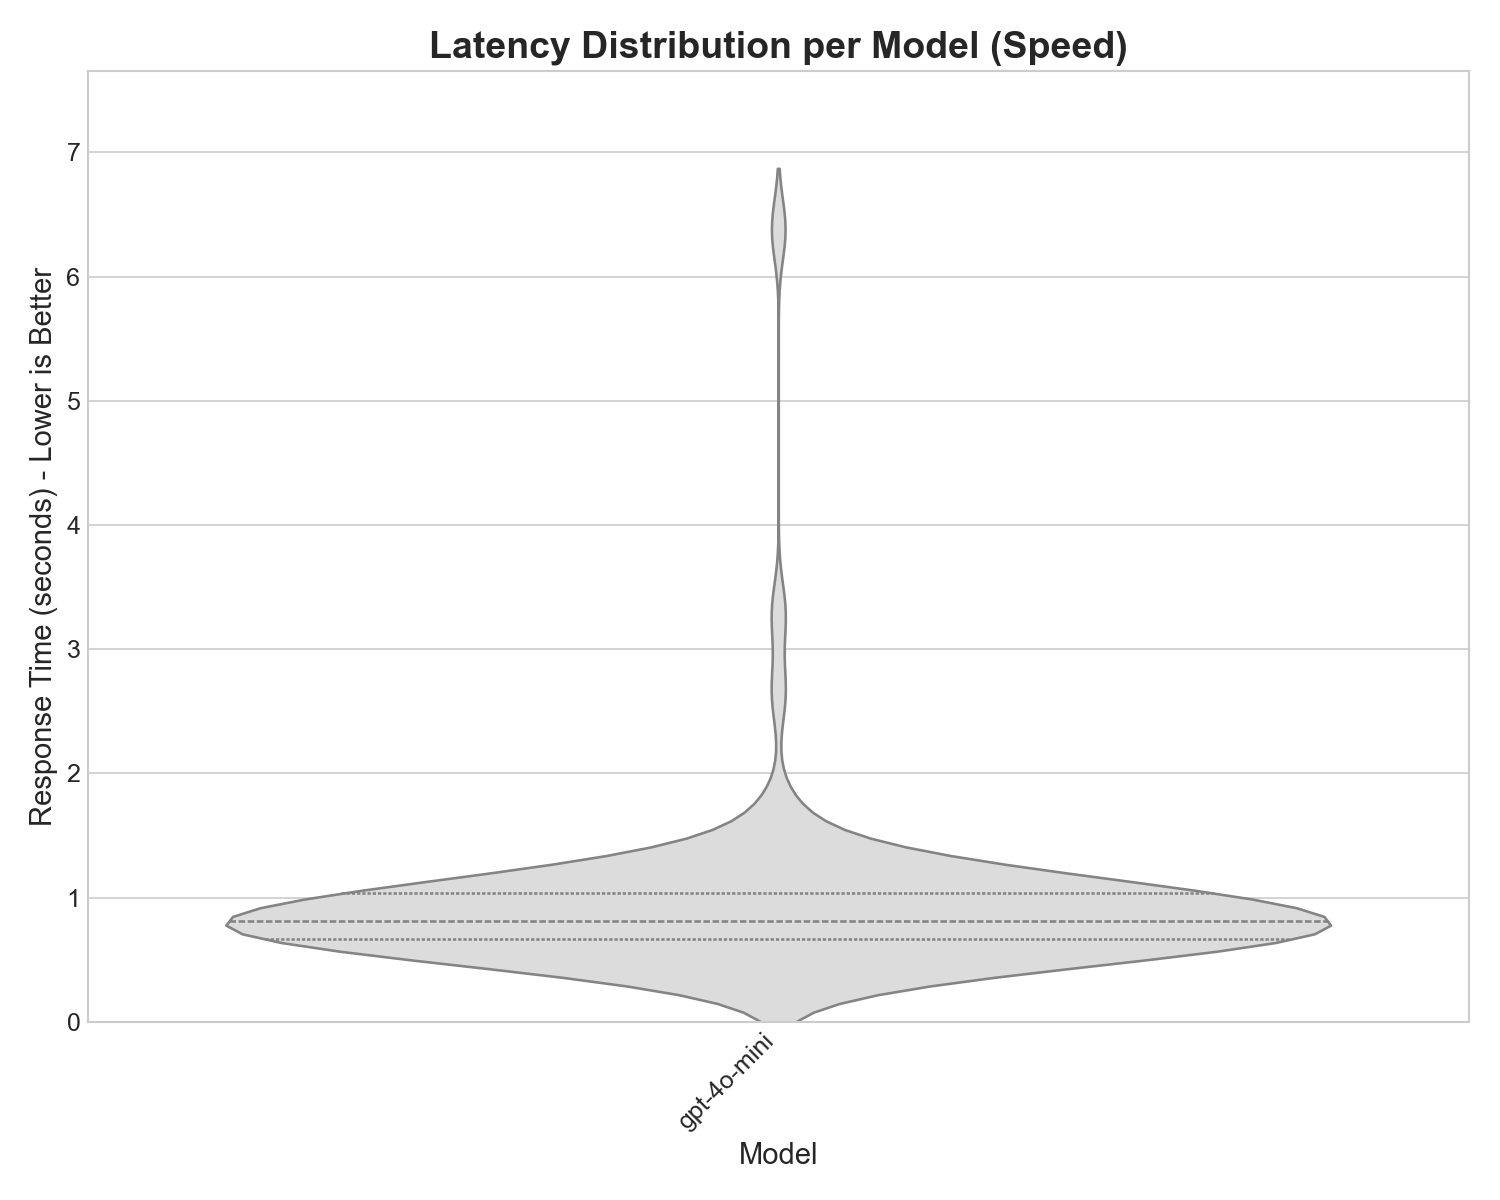 Latency Distribution per Model (Speed)
Response Time (seconds) - Lower is Better
7
6
5
4
3
2
1
0
gpt-4o-mini
Model